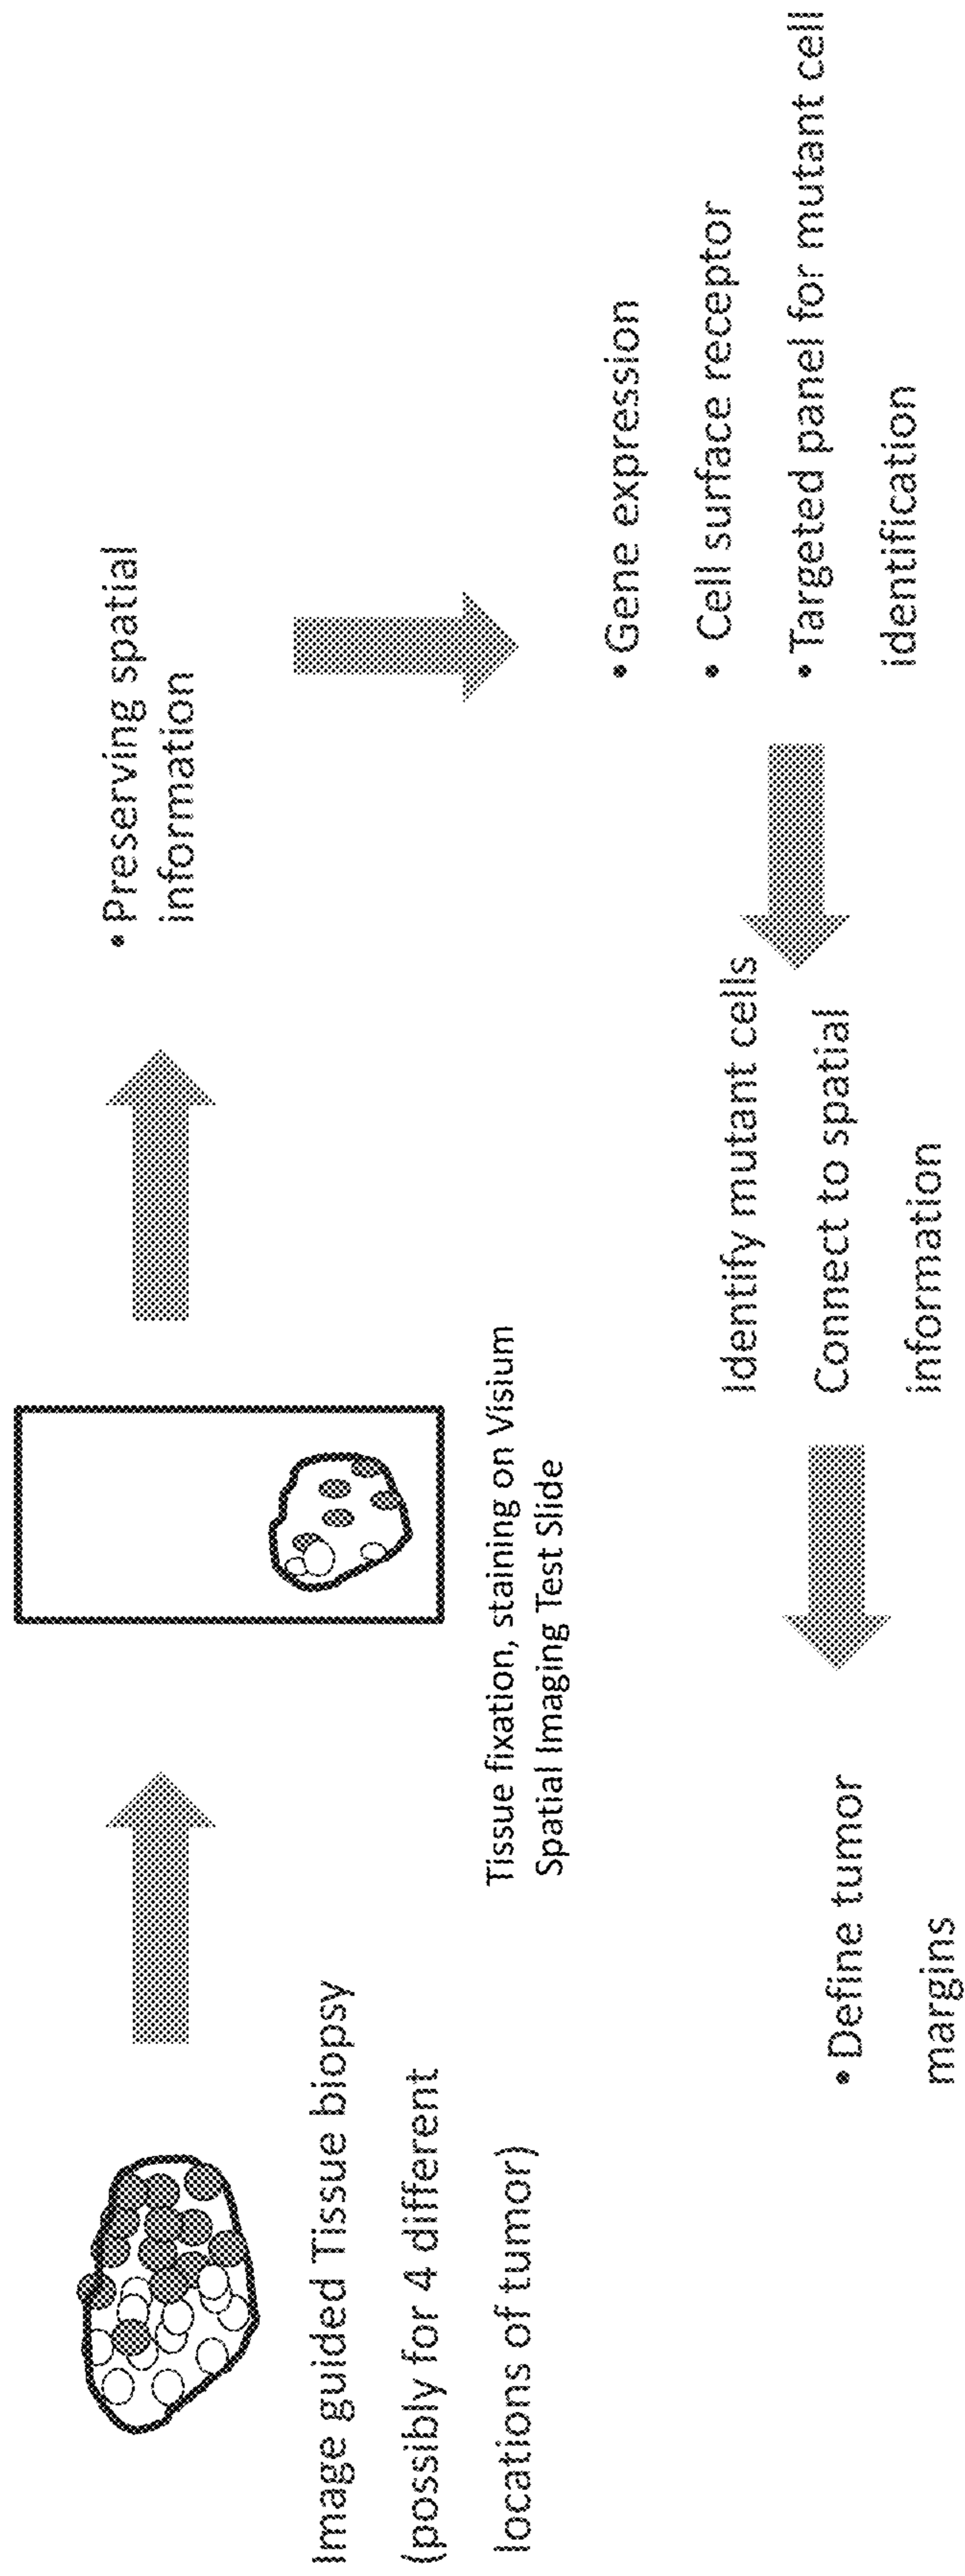 Image guided Tissue biopsy
(possibly for 4 different
locations of tumor)
Tissue fixation, staining on Visium
Spatial Imaging Test Slide
• Preserving spatial
information
• Gene expression
• Cell surface receptor
• Targeted panel for mutant cell
identification
Identify mutant cells
Connect to spatial
information
• Define tumor
margins